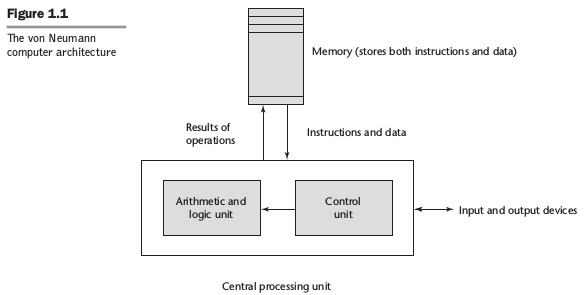 Figure 1.1
The von Neumann
computer architecture
Memory (stores both instructions and data)
Results of
operations
Instructions and data
Arithmetic and
logic unit
Control
unit
Input and output devices
Central processing unit